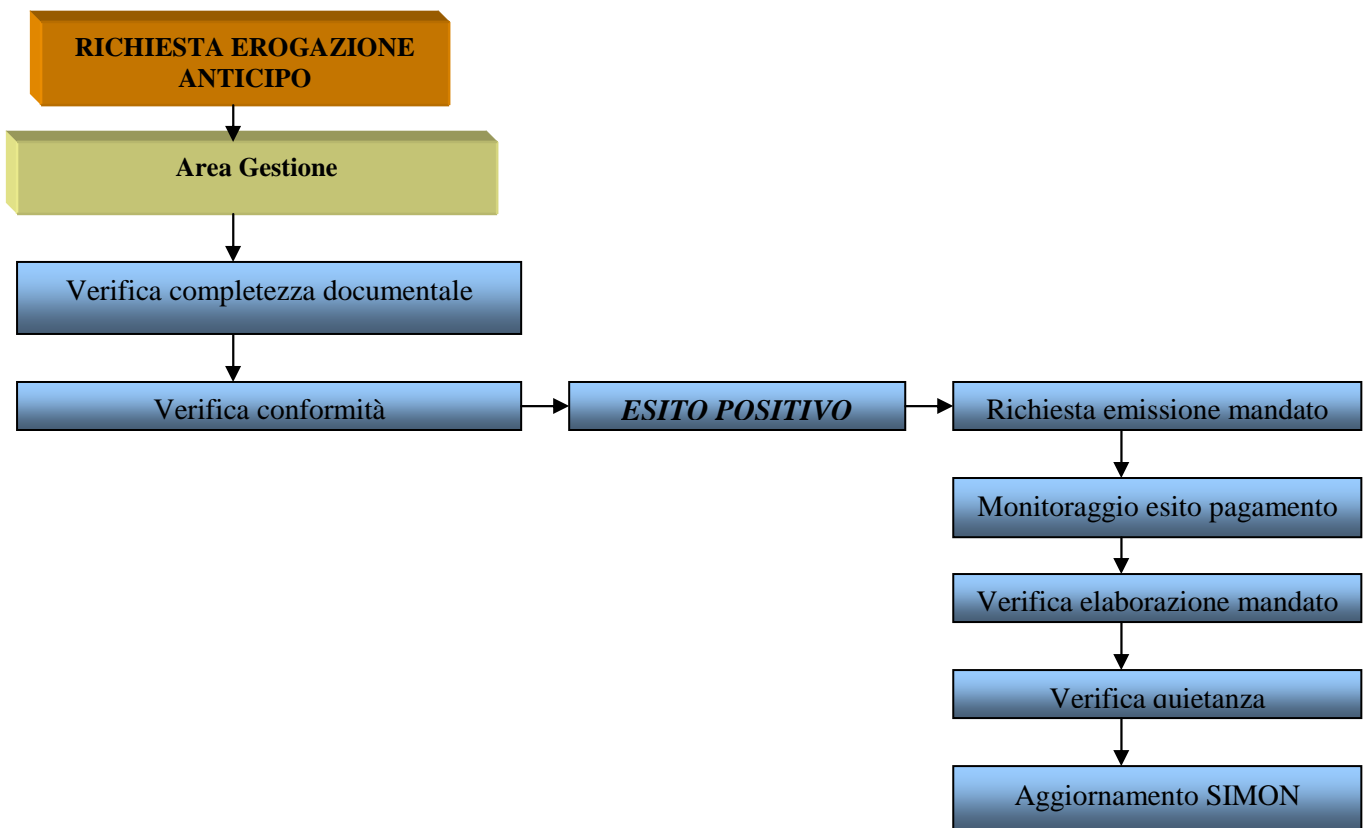 RICHIESTA EROGAZIONE
ANTICIPO
Area Gestione
Verifica completezza documentale
Verifica conformità
ESITO POSITIVO
Richiesta emissione mandato
Monitoraggio esito pagamento
Verifica elaborazione mandato
Verifica quietanza
Aggiornamento SIMON